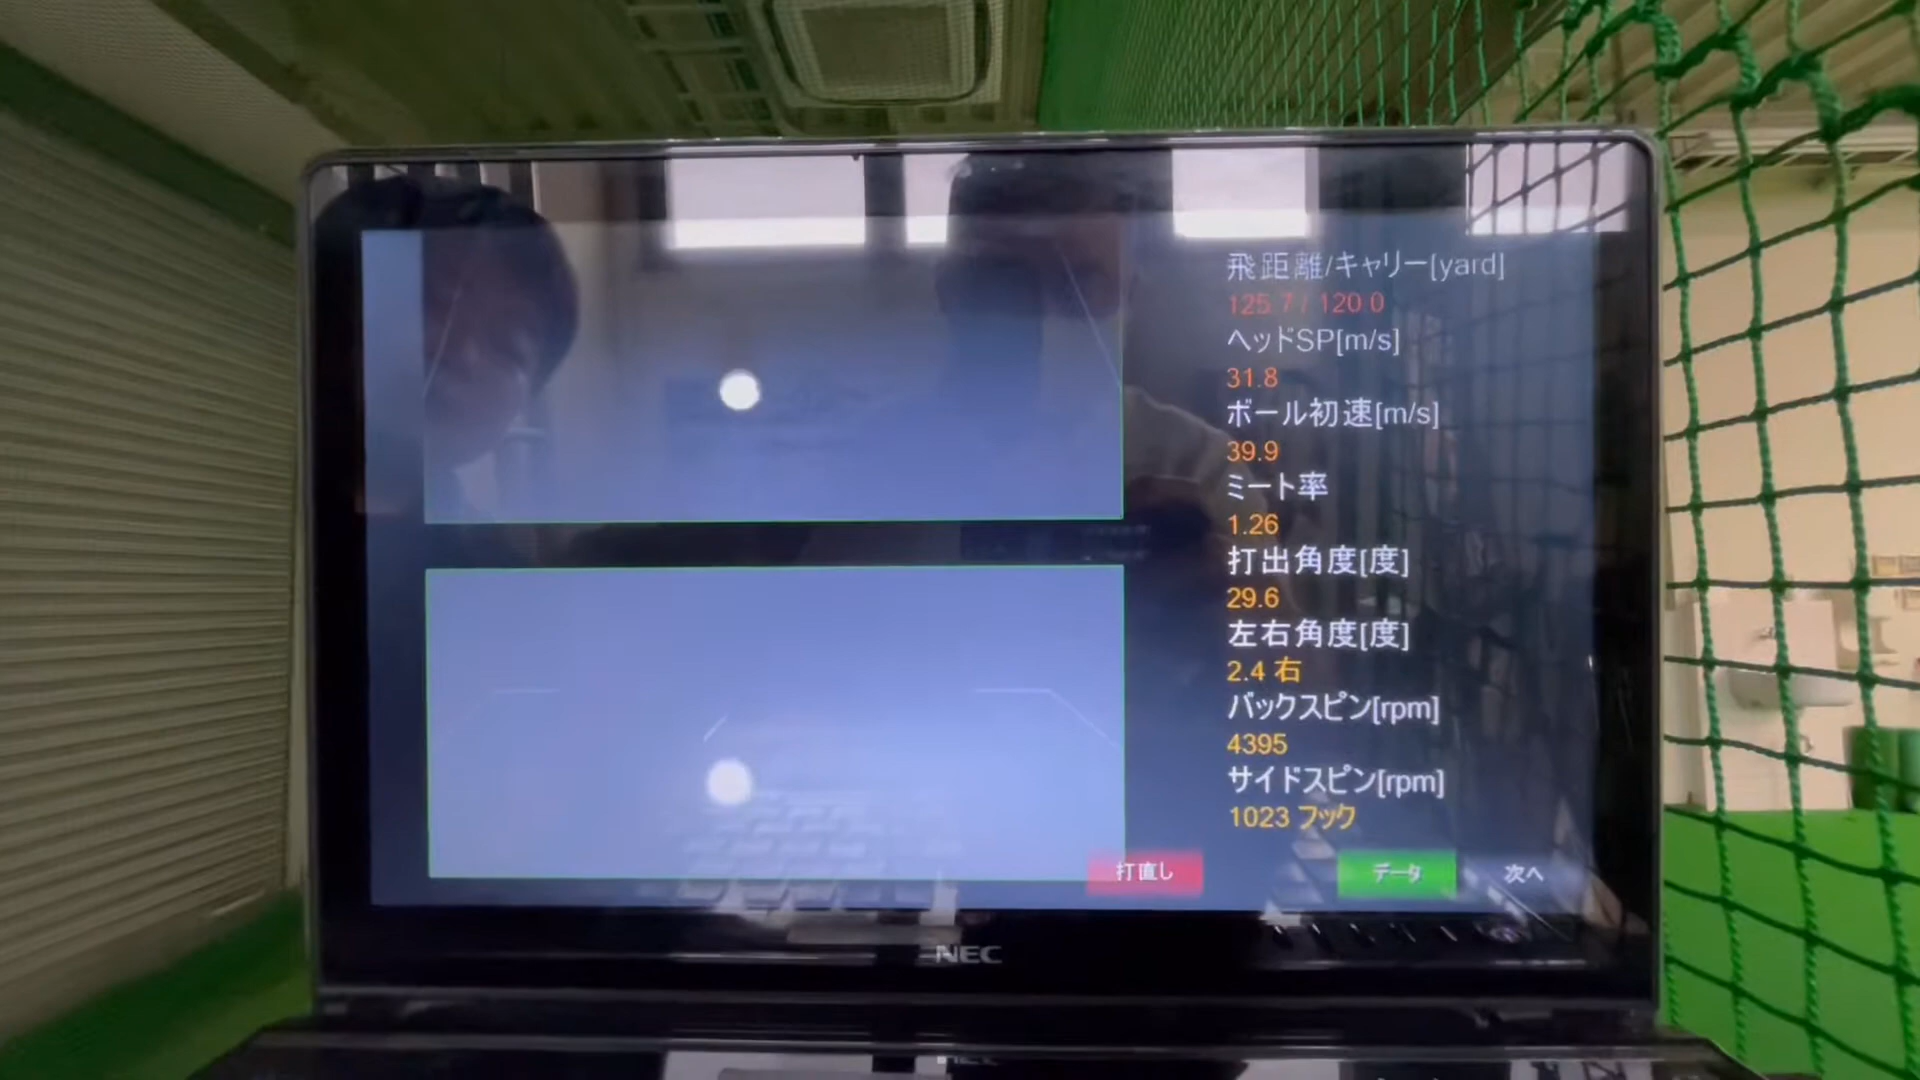 飛距離/キャリー[yard]
125.7 / 120.0
ヘッドSP[m/s]
31.8
ボール初速[m/s]
39.9
ミート率
1.26
打出角度[度]
29.6
左右角度[度]
2.4 右
バックスピン[rpm]
4395
サイドスピン[rpm]
1023 フック
打直し
データ
次へ
NEC